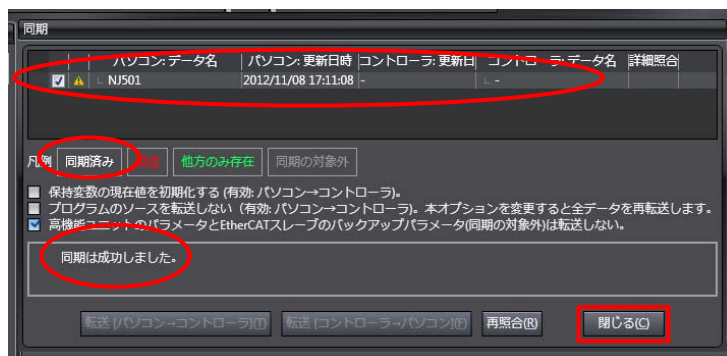 同期
パソコン: データ名 パソコン: 更新日時 コントローラ: 更新日 コントローラ: データ名 詳細照合
NJ501 2012/11/08 17:11:08 - -
凡例 同期済み 他方のみ存在 同期の対象外
保持変数の現在値を初期化する (有効: パソコン→コントローラ)。
プログラムのソースを転送しない (有効: パソコン→コントローラ)。本オプションを変更すると全データを再転送します。
高機能ユニットのパラメータとEtherCATスレーブのバックアップパラメータ(同期の対象外)は転送しない。
同期は成功しました。
転送 [パソコン→コントローラ](T) 転送 [コントローラ→パソコン](F) 再照合(R) 閉じる(C)